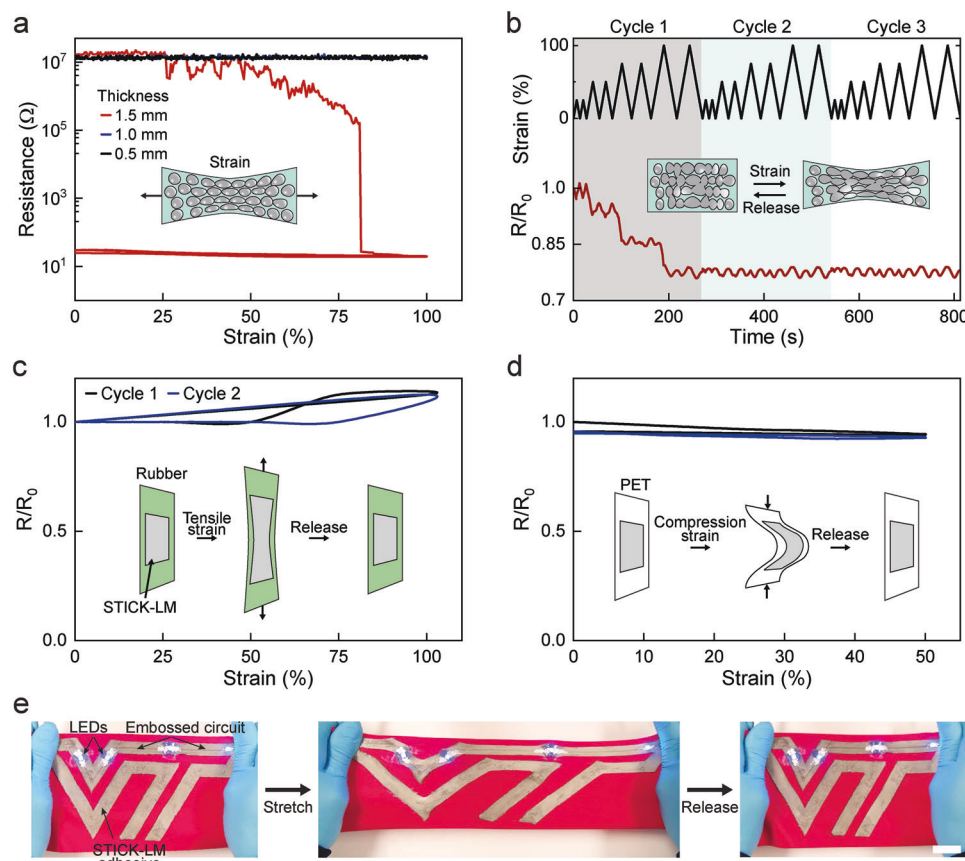 a
Resistance (Ω)
10⁷
10⁵
10³
10¹
Thickness
1.5 mm
1.0 mm
0.5 mm
Strain
0 25 50 75 100
Strain (%)
b
Cycle 1 Cycle 2 Cycle 3
Strain (%)
100
0
R/R₀
1.0
0.85
0.7
Strain
Release
0 200 400 600 800
Time (s)
c
Cycle 1 Cycle 2
R/R₀
1.0
0.5
0.0
Rubber
Tensile
strain
Release
STICK-LM
0 25 50 75 100
Strain (%)
d
R/R₀
1.0
0.5
0.0
PET
Compression
strain
Release
0 10 20 30 40 50
Strain (%)
e
LEDs Embossed circuit
Stretch
Release
STICK-LM
adhesive